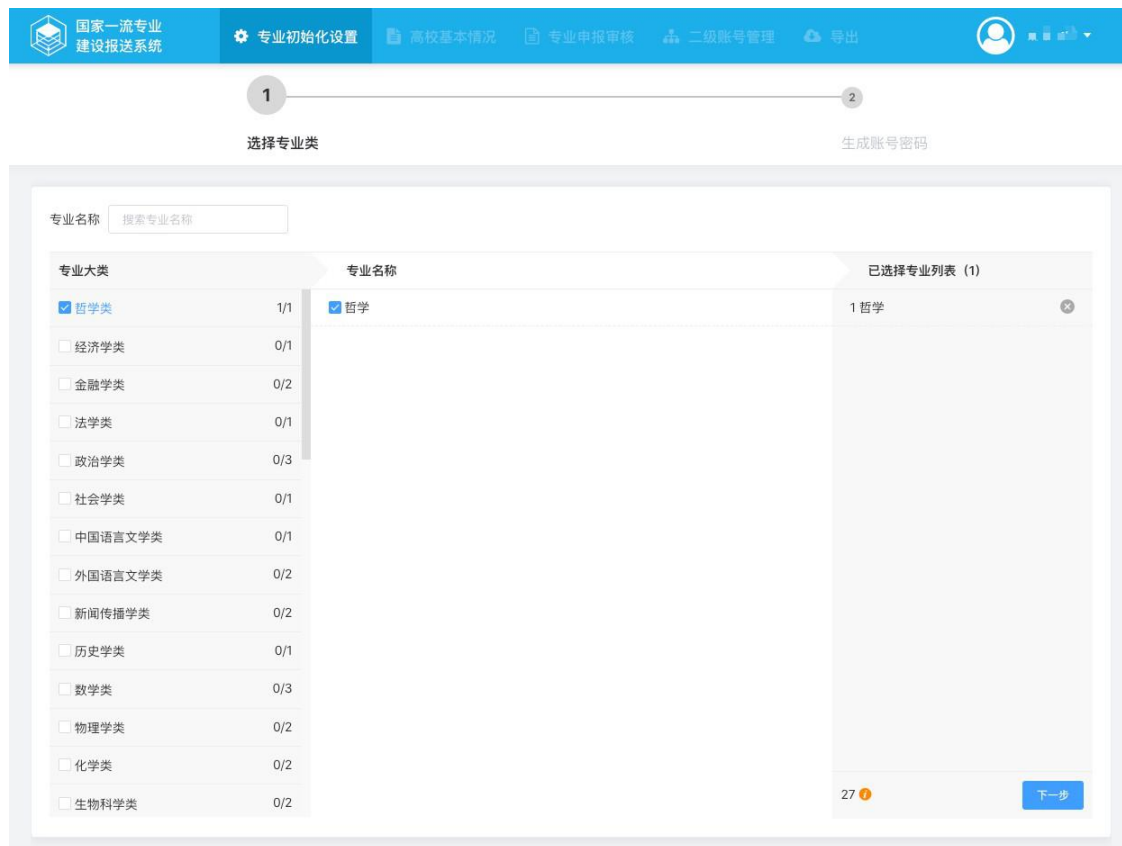 国家一流专业
建设报送系统
专业初始化设置
高校基本情况
专业申报审核
二级账号管理
导出
1
2
选择专业类
生成账号密码
专业名称 搜索专业名称
专业大类 专业名称 已选择专业列表（1）
哲学类 1/1 哲学 1 哲学
经济学类 0/1
金融学类 0/2
法学类 0/1
政治学类 0/3
社会学类 0/1
中国语言文学类 0/1
外国语言文学类 0/2
新闻传播学类 0/2
历史学类 0/1
数学类 0/3
物理学类 0/2
化学类 0/2
生物科学类 0/2
27 下一步